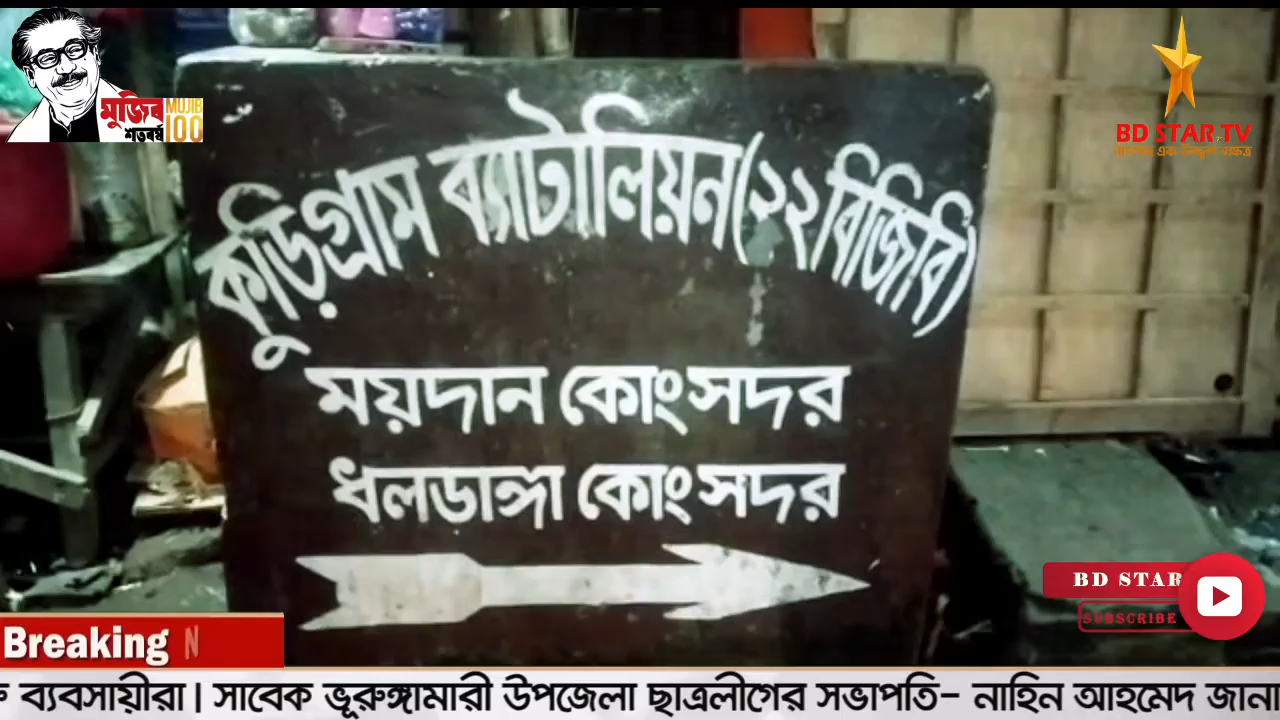 মুজিব MUJIB
শতবর্ষ 100
BD STAR TV
কুড়িগ্রাম ব্যাটালিয়ন (২২বিজিবি)
ময়দান কোংসদর
ধলডাঙ্গা কোংসদর
BD STAR
SUBSCRIBE
Breaking N
ব্যবসায়ীরা। সাবেক ভূরুঙ্গামারী উপজেলা ছাত্রলীগের সভাপতি- নাহিন আহমেদ জানা